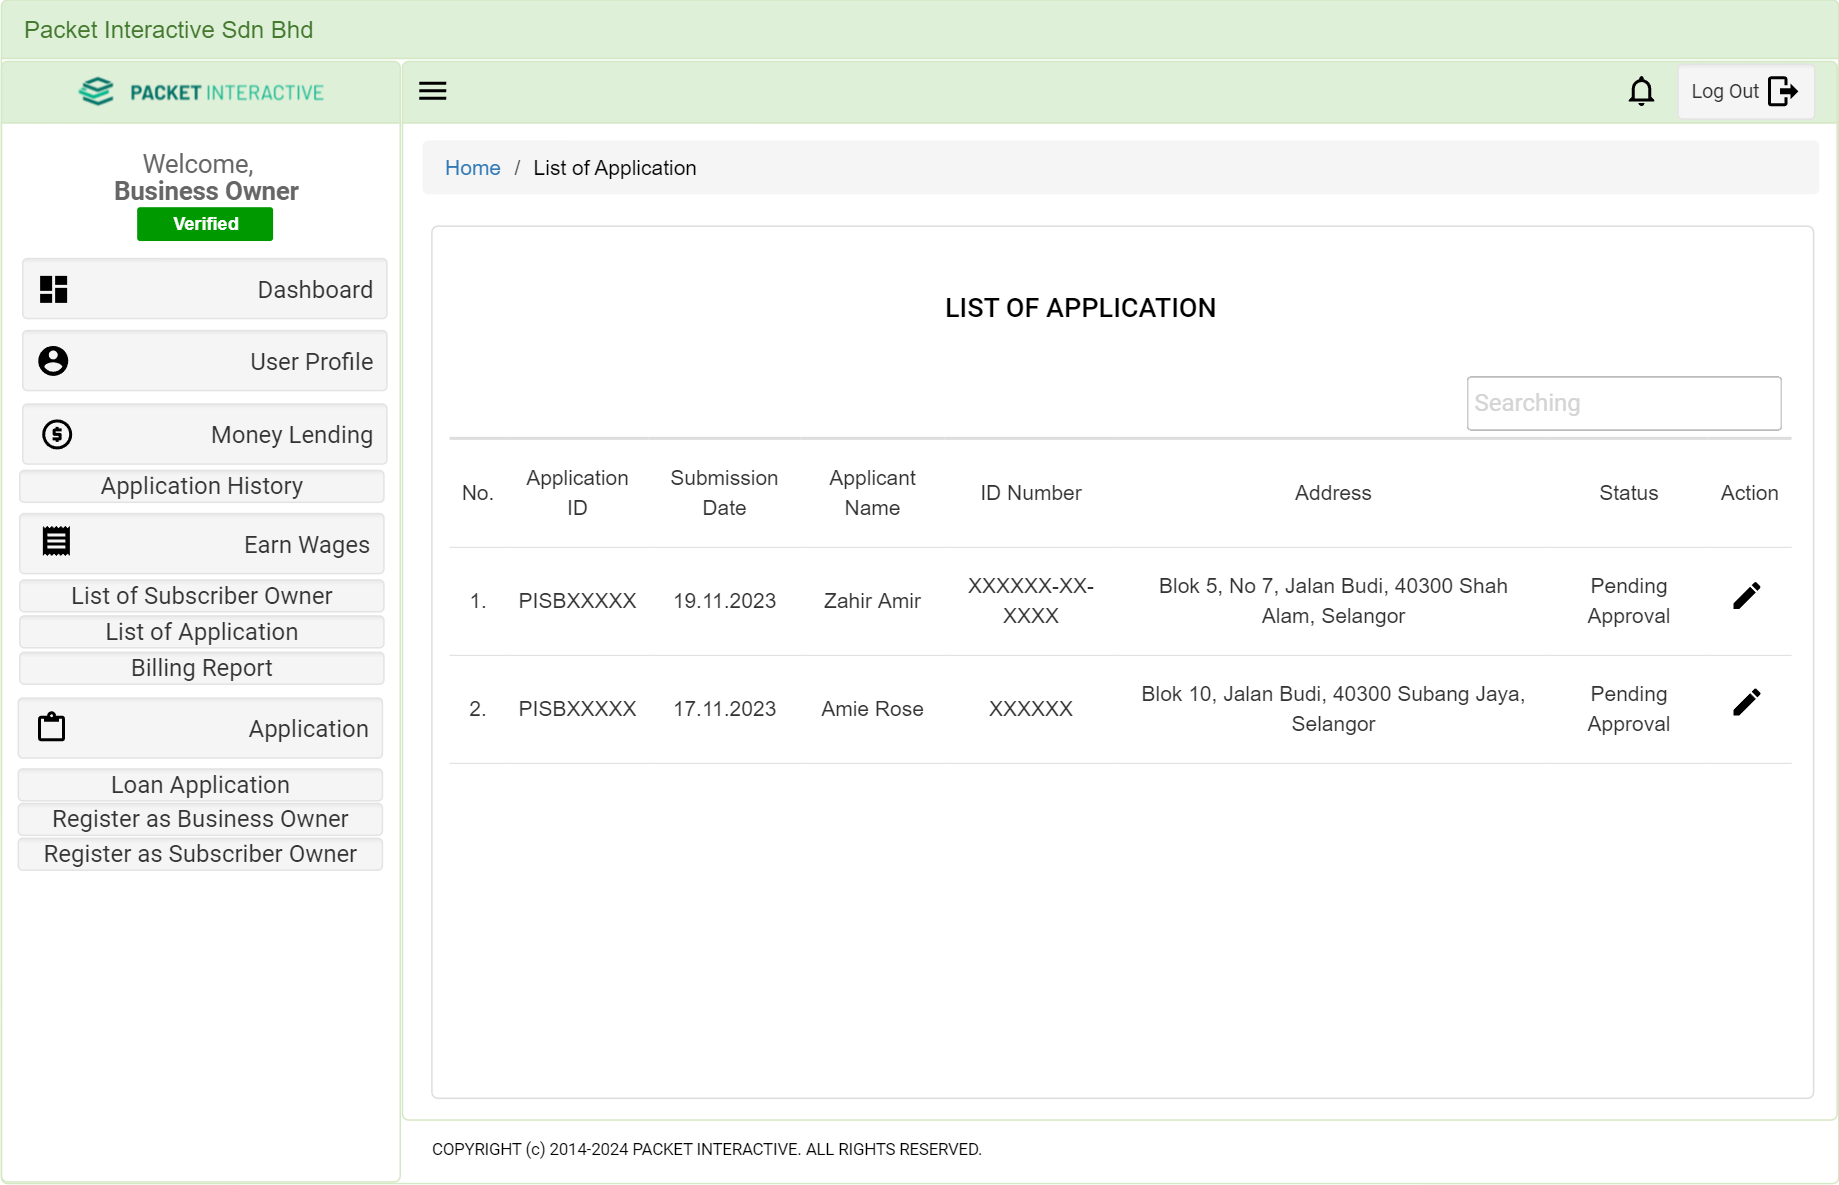 Packet Interactive Sdn Bhd
PACKET INTERACTIVE
Log Out
Welcome,
Business Owner
Verified
Dashboard
User Profile
Money Lending
Application History
Earn Wages
List of Subscriber Owner
List of Application
Billing Report
Application
Loan Application
Register as Business Owner
Register as Subscriber Owner
Home / List of Application
LIST OF APPLICATION
Searching
No. Application ID Submission Date Applicant Name ID Number Address Status Action
1. PISBXXXXX 19.11.2023 Zahir Amir XXXXXX-XX-XXXX Blok 5, No 7, Jalan Budi, 40300 Shah Alam, Selangor Pending Approval
2. PISBXXXXX 17.11.2023 Amie Rose XXXXXX Blok 10, Jalan Budi, 40300 Subang Jaya, Selangor Pending Approval
COPYRIGHT (c) 2014-2024 PACKET INTERACTIVE. ALL RIGHTS RESERVED.